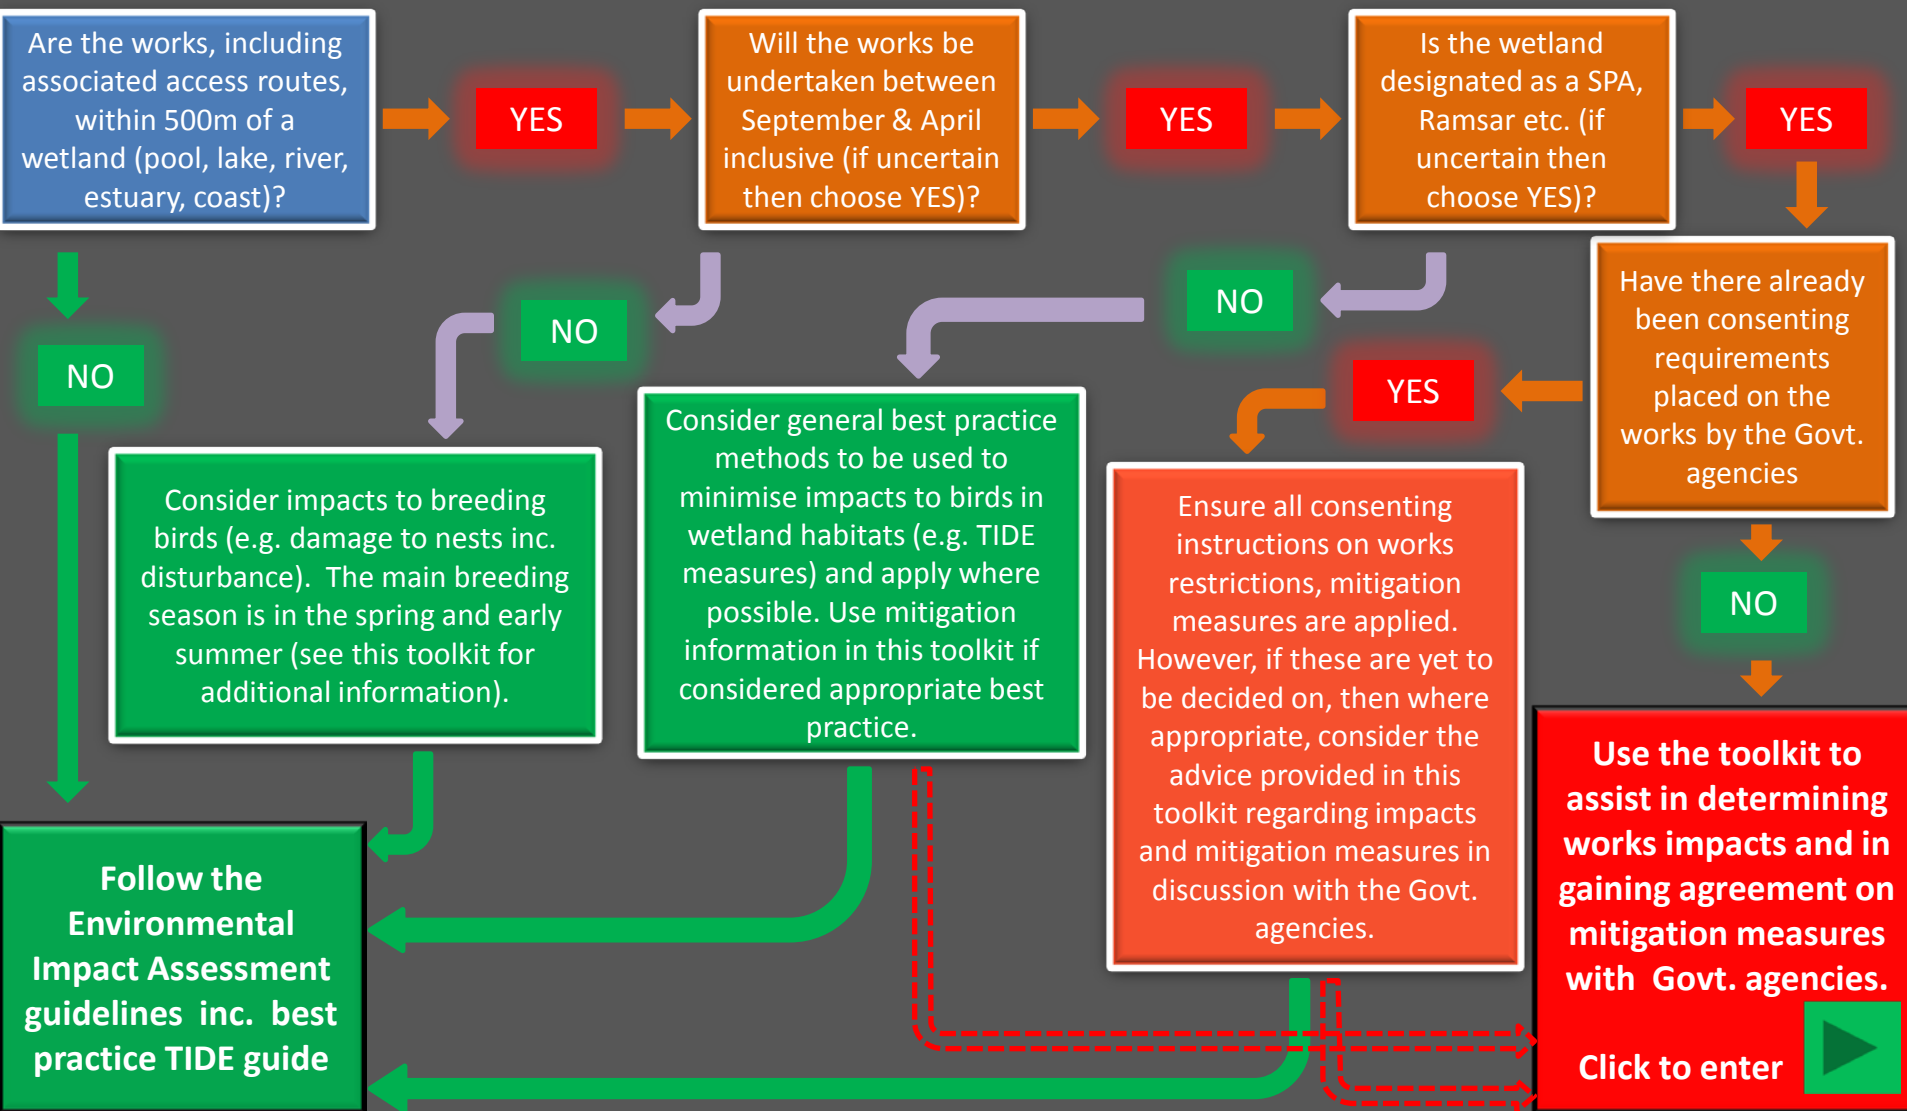 Are the works, including
associated access routes,
within 500m of a
wetland (pool, lake, river,
estuary, coast)?
YES
Will the works be
undertaken between
September & April
inclusive (if uncertain
then choose YES)?
YES
Is the wetland
designated as a SPA,
Ramsar etc. (if
uncertain then
choose YES)?
YES
NO
NO
NO
Have there already
been consenting
requirements
placed on the
works by the Govt.
agencies
YES
NO
Consider impacts to breeding
birds (e.g. damage to nests inc.
disturbance).  The main breeding
season is in the spring and early
summer (see this toolkit for
additional information).
Consider general best practice
methods to be used to
minimise impacts to birds in
wetland habitats (e.g. TIDE
measures) and apply where
possible. Use mitigation
information in this toolkit if
considered appropriate best
practice.
Ensure all consenting
instructions on works
restrictions, mitigation
measures are applied.
However, if these are yet to
be decided on, then where
appropriate, consider the
advice provided in this
toolkit regarding impacts
and mitigation measures in
discussion with the Govt.
agencies.
Follow the
Environmental
Impact Assessment
guidelines  inc.  best
practice TIDE guide
Use the toolkit to
assist in determining
works impacts and in
gaining agreement on
mitigation measures
with  Govt. agencies.
Click to enter